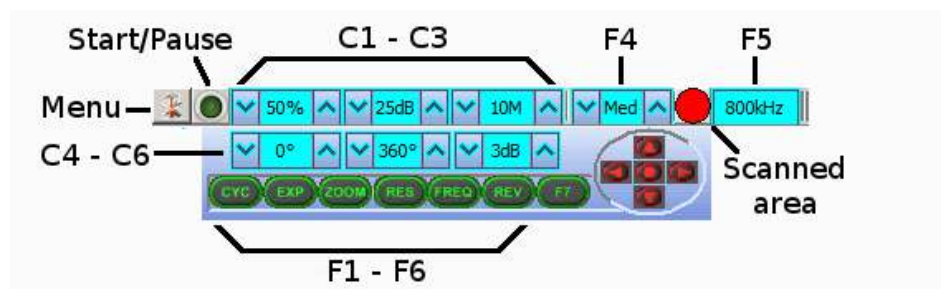 Start/Pause
C1 - C3
F4
F5
Menu
50%
25dB
10M
Med
800kHz
C4 - C6
0°
360°
3dB
Scanned
area
CYC
EXP
ZOOM
RES
FREQ
REV
F7
F1 - F6